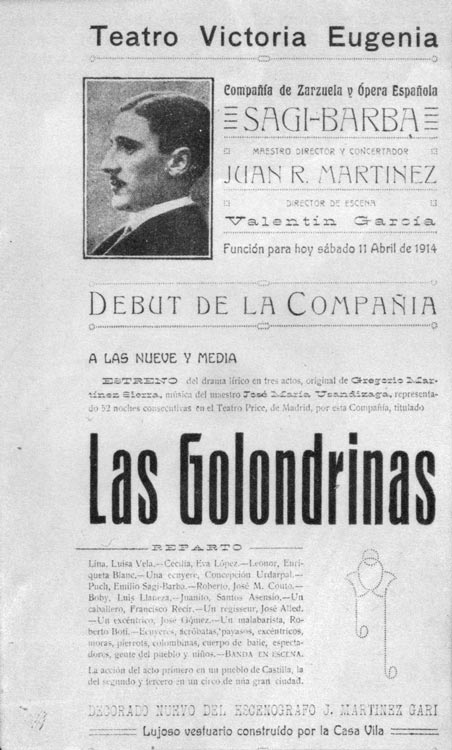 Teatro Victoria Eugenia
Compañía de Zarzuela y Ópera Española
SAGI-BARBA
MAESTRO DIRECTOR Y CONCERTADOR
JUAN R. MARTINEZ
DIRECTOR DE ESCENA
Valentín García
Función para hoy sábado 11 Abril de 1914
DEBUT DE LA COMPAÑIA
A LAS NUEVE Y MEDIA
ESTRENO del drama lírico en tres actos, original de Gregorio Mar-
tínez Sierra, música del maestro José María Usandizaga, representa-
do 52 noches consecutivas en el Teatro Price, de Madrid, por esta Compañía, titulado
Las Golondrinas
REPARTO
Lina, Luisa Vela.—Cecilia, Eva López.—Leonor, Enri-
queta Blanc.—Una ecuyere, Concepción Urdarpal.—
Puch, Emilio Sagi-Barba.—Roberto, José M. Couto.—
Boby, Luis Llaneza.—Juanito, Santos Asensio.—Un
caballero, Francisco Recir.—Un regisseur, José Alled.
—Un excéntrico, José Gómez.—Un malabarista, Ro-
berto Boti.—Ecuyeres, acróbatas, payasos, excéntricos,
moras, pierrots, colombinas, cuerpo de baile, especta-
dores, gente del pueblo y niños.—BANDA EN ESCENA.
La acción del acto primero en un pueblo de Castilla, la
del segundo y tercero en un circo de una gran ciudad.
DECORADO NUEVO DEL ESCENOGRAFO J. MARTINEZ GARI
Lujoso vestuario construído por la Casa Vila